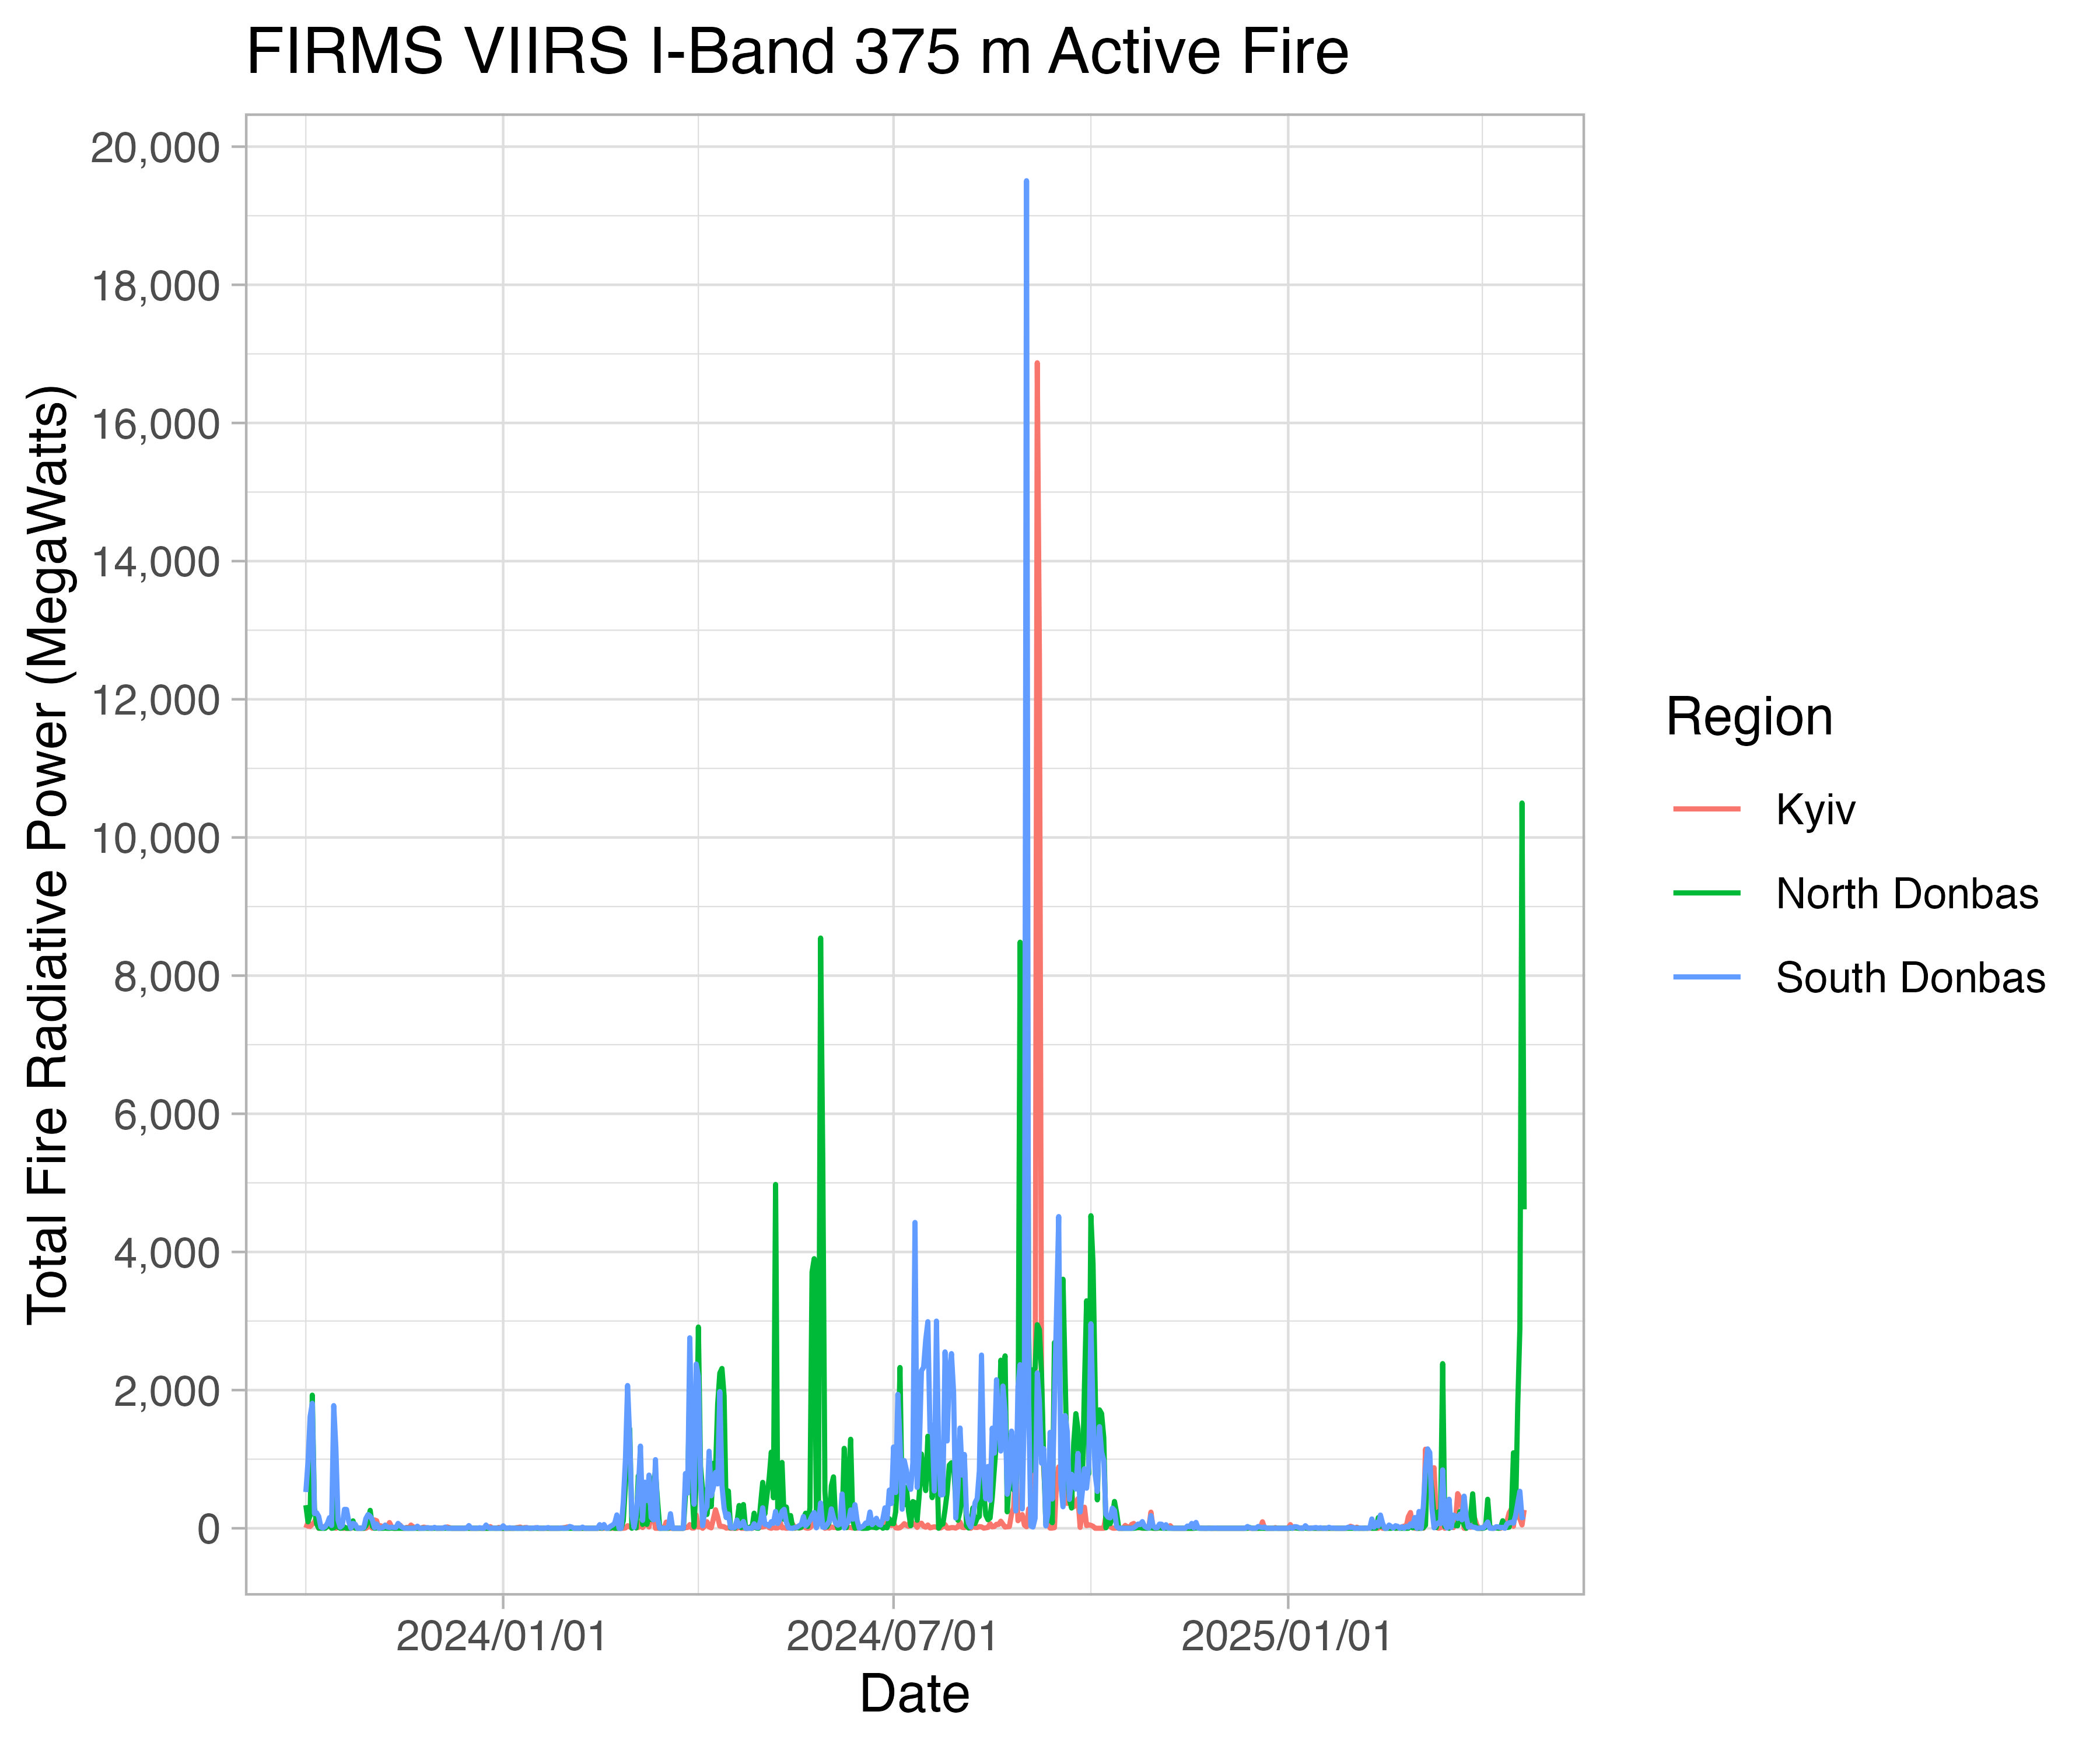 FIRMS VIIRS I-Band 375 m Active Fire
Total Fire Radiative Power (MegaWatts)
20,000
18,000
16,000
14,000
12,000
10,000
8,000
6,000
4,000
2,000
0
2024/01/01
2024/07/01
2025/01/01
Date
Region
Kyiv
North Donbas
South Donbas